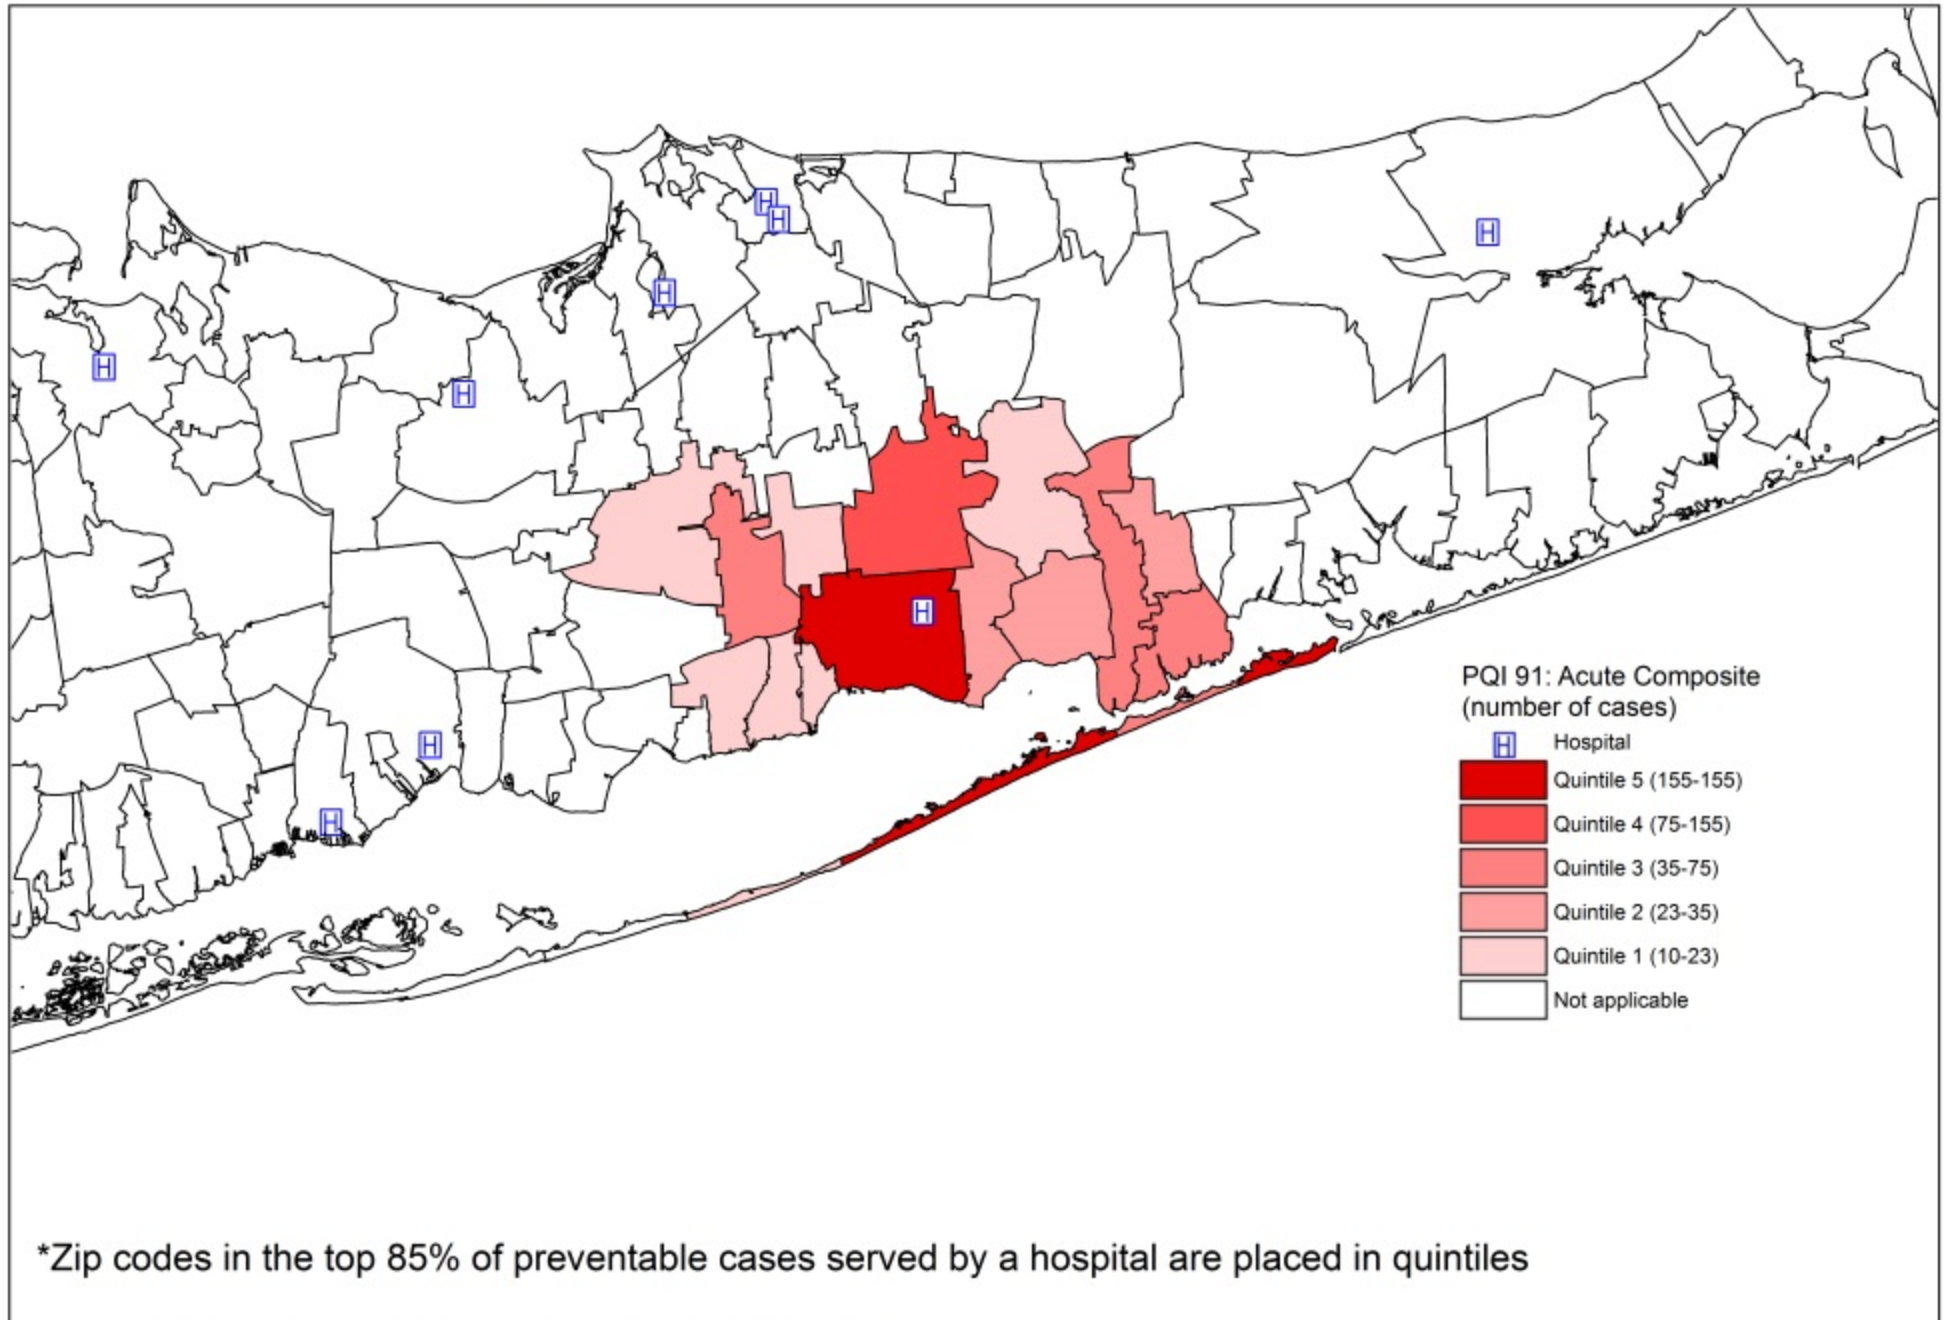 H
H
H
H
H
H
H
H
H
PQI 91: Acute Composite
(number of cases)
H Hospital
Quintile 5 (155-155)
Quintile 4 (75-155)
Quintile 3 (35-75)
Quintile 2 (23-35)
Quintile 1 (10-23)
Not applicable
*Zip codes in the top 85% of preventable cases served by a hospital are placed in quintiles